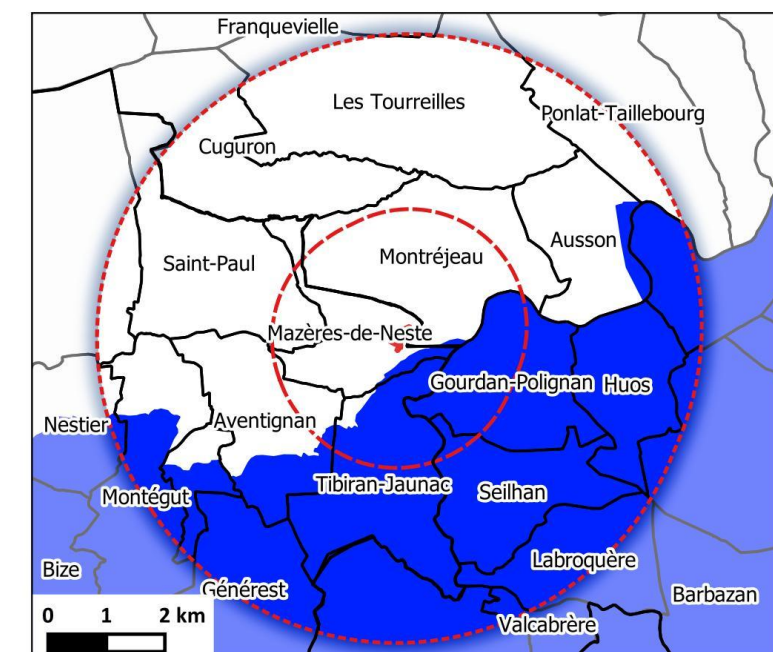 Franquevielle
Les Tourreilles
Ponlat-Taillebourg
Cuguron
Ausson
Montréjeau
Saint-Paul
Mazères-de-Neste
Gourdan-Polignan
Huos
Nestier
Aventignan
Tibiran-Jaunac
Seilhan
Montégut
Labroquère
Bize
Générest
Barbazan
Valcabrère
0 1 2 km